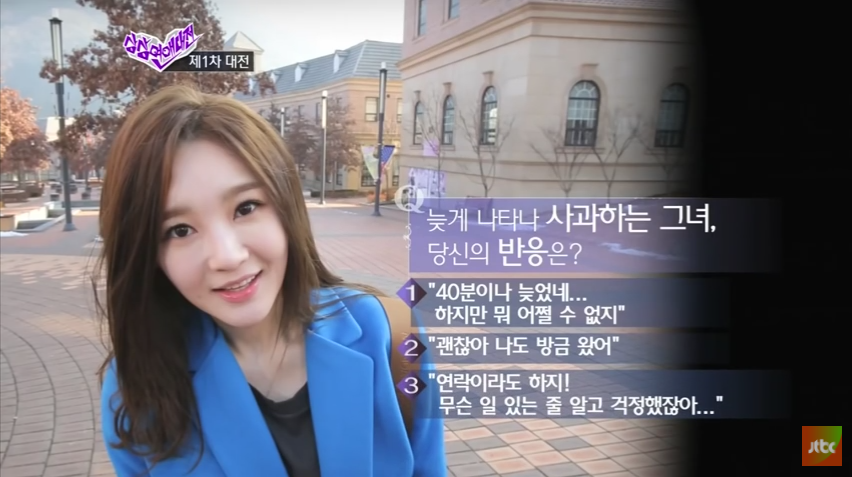 상상연애대전
제1차 대전
Q
늦게 나타나 사과하는 그녀,
당신의 반응은?
1 "40분이나 늦었네...
하지만 뭐 어쩔 수 없지"
2 "괜찮아 나도 방금 왔어"
3 "연락이라도 하지!
무슨 일 있는 줄 알고 걱정했잖아..."
jtbc